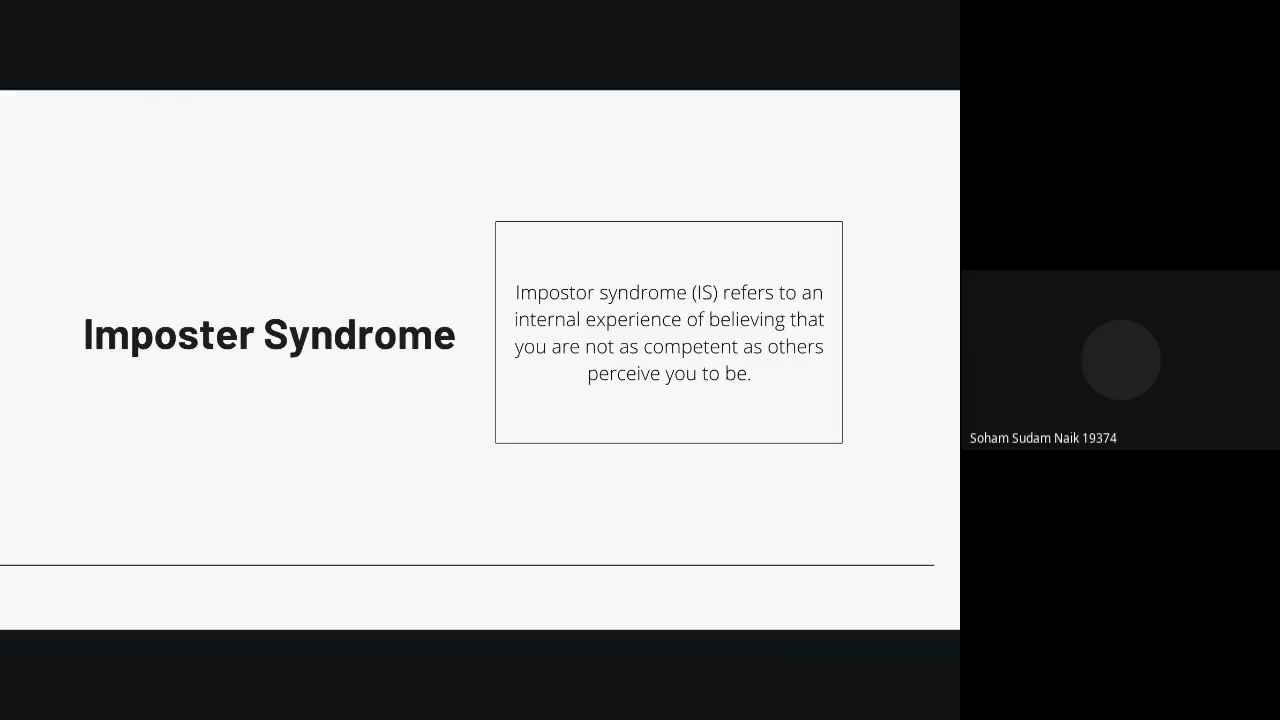 Imposter Syndrome
Impostor syndrome (IS) refers to an
internal experience of believing that
you are not as competent as others
perceive you to be.
Soham Sudam Naik 19374